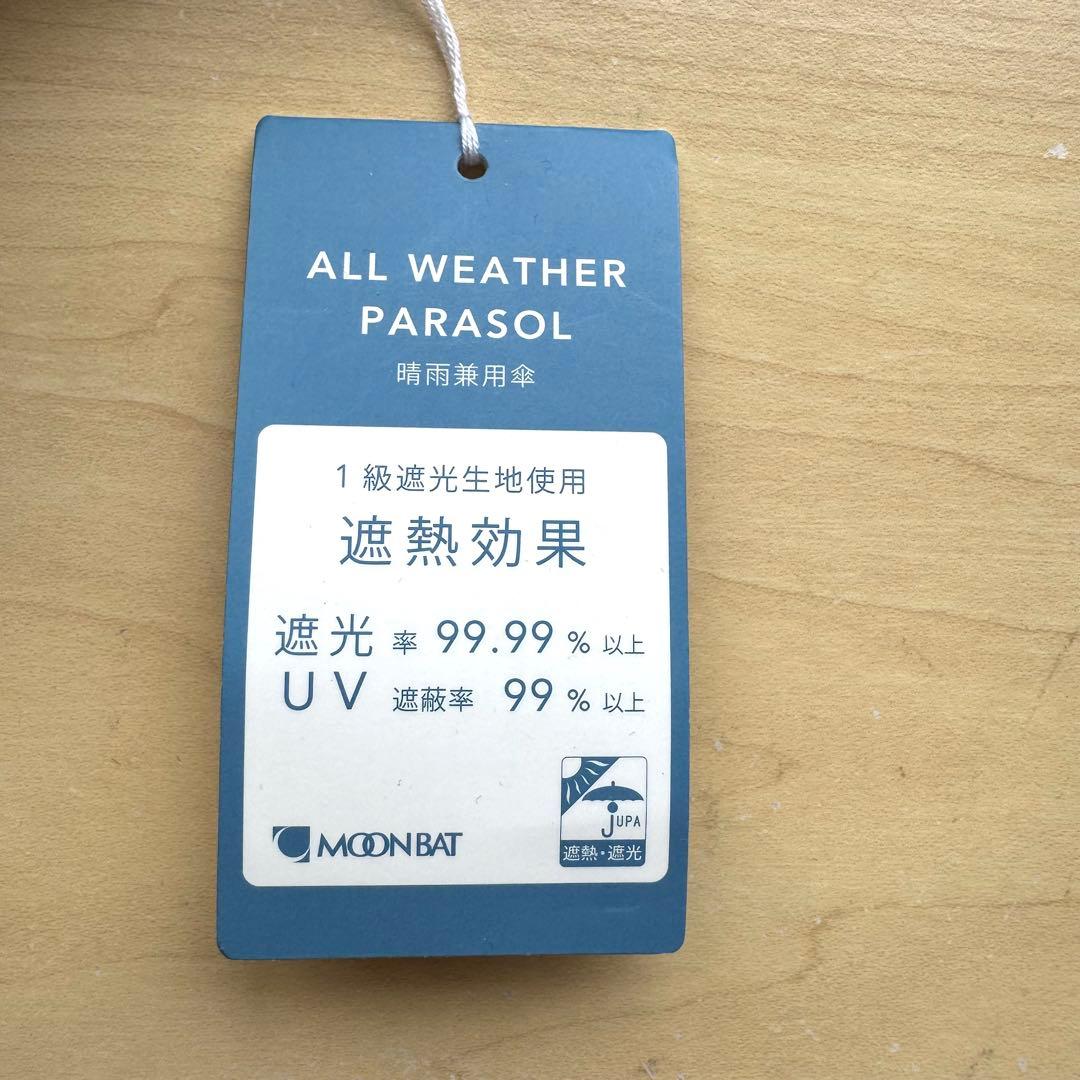 ALL WEATHER
PARASOL
晴雨兼用傘
1級遮光生地使用
遮熱効果
遮光率 99.99 % 以上
UV 遮蔽率 99 % 以上
JUPA
MOONBAT
遮熱・遮光